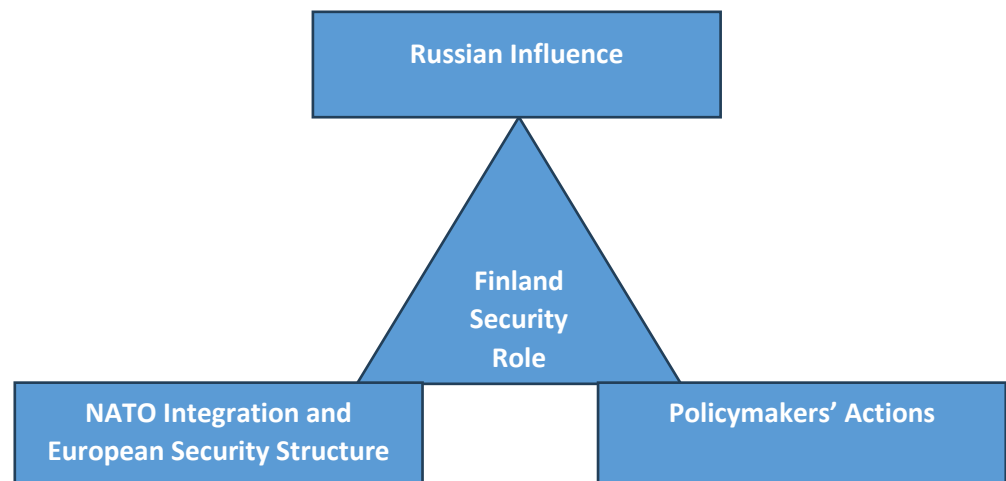 Russian Influence
Finland
Security
Role
NATO Integration and
European Security Structure
Policymakers’ Actions